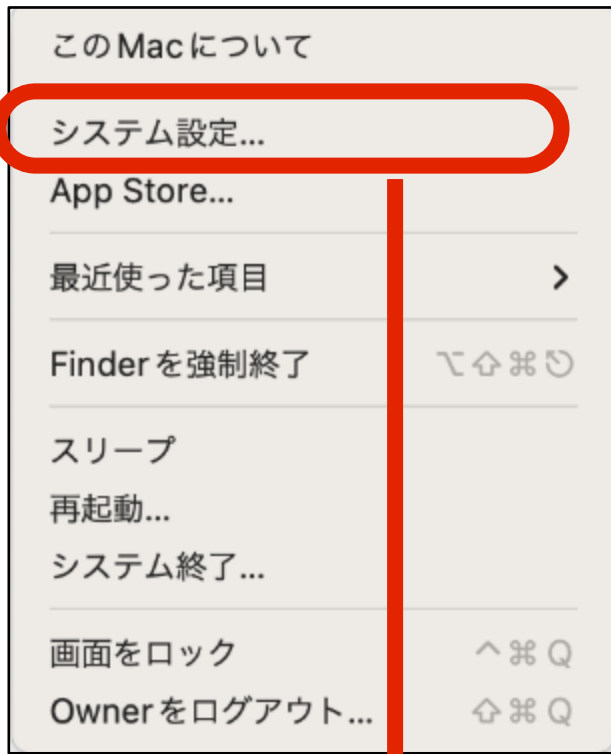 このMacについて
システム設定...
App Store...
最近使った項目 >
Finderを強制終了 ⌥⇧⌘⎋
スリープ
再起動...
システム終了...
画面をロック ^⌘Q
Ownerをログアウト... ⇧⌘Q